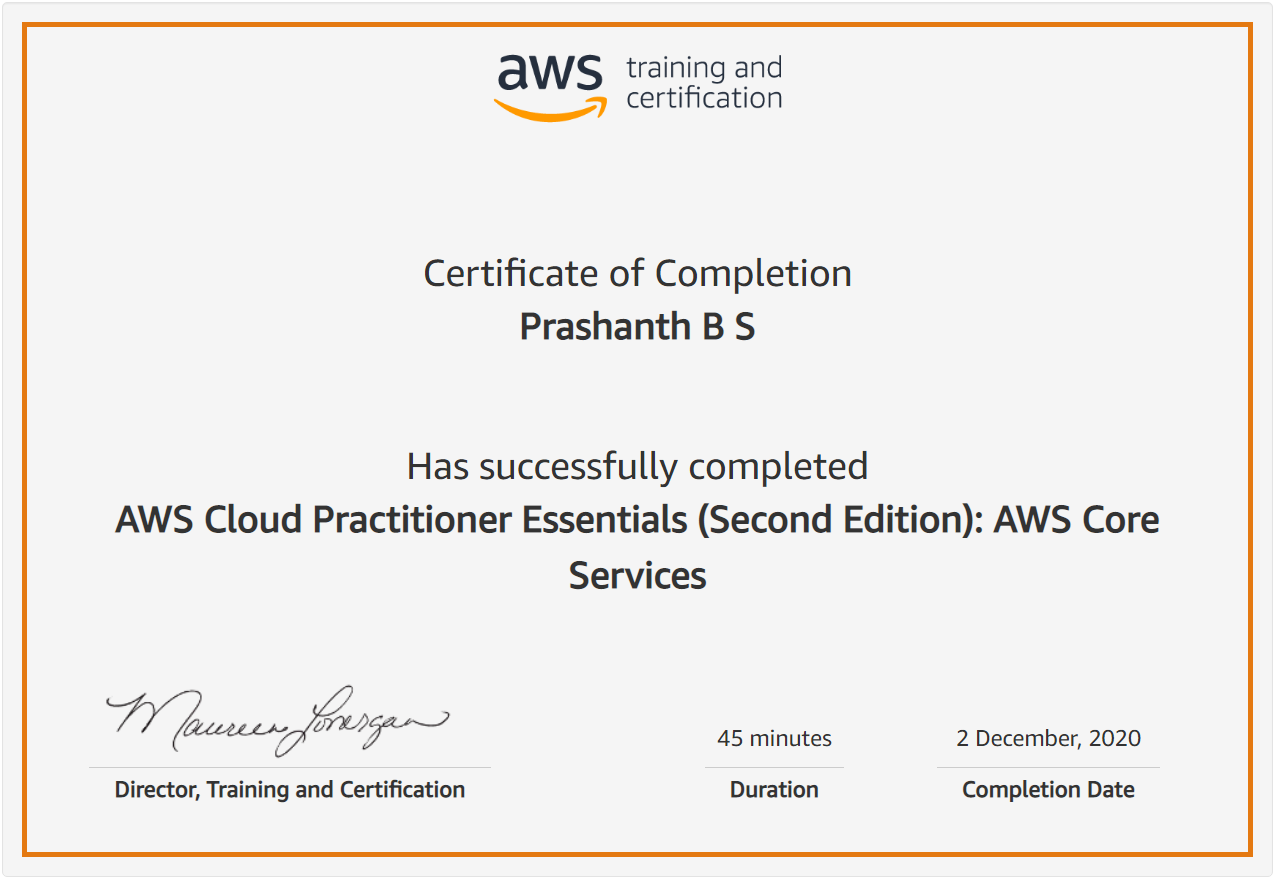 aws training and
certification
Certificate of Completion
Prashanth B S
Has successfully completed
AWS Cloud Practitioner Essentials (Second Edition): AWS Core
Services
Maureen Lonergan
45 minutes
2 December, 2020
Director, Training and Certification
Duration
Completion Date